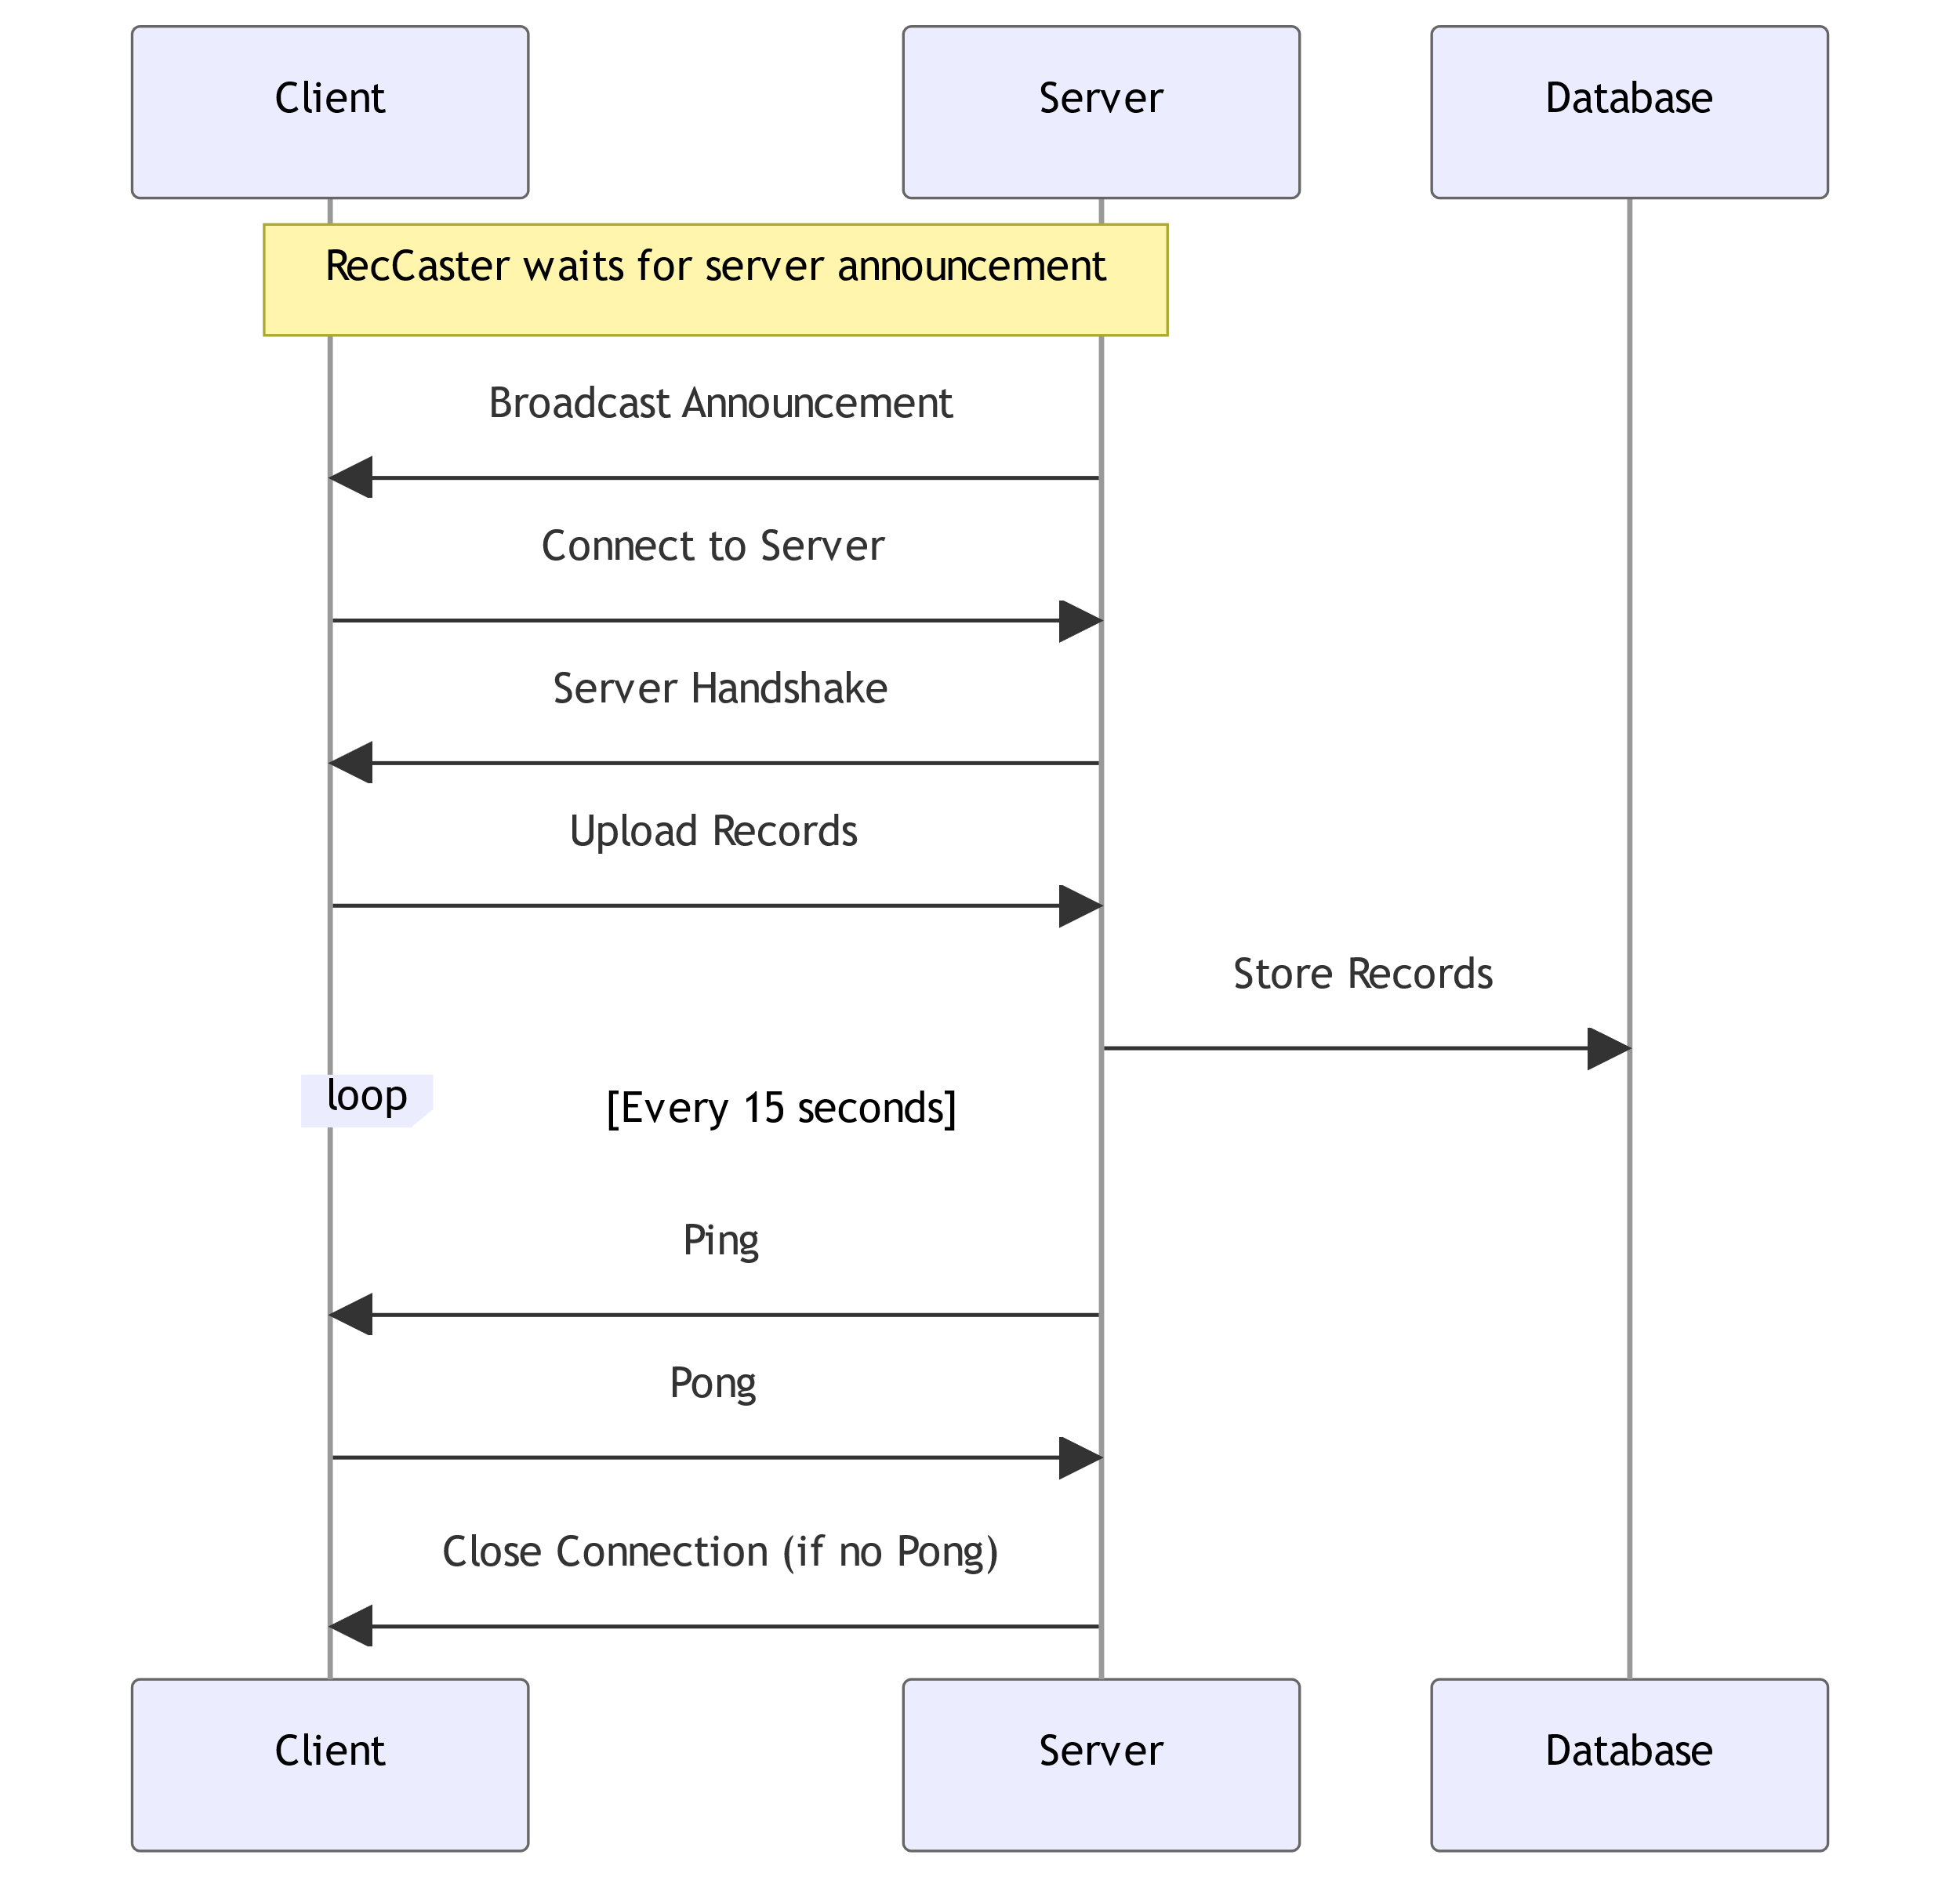 Client
Server
Database
RecCaster waits for server announcement
Broadcast Announcement
Connect to Server
Server Handshake
Upload Records
Store Records
loop
[Every 15 seconds]
Ping
Pong
Close Connection (if no Pong)
Client
Server
Database